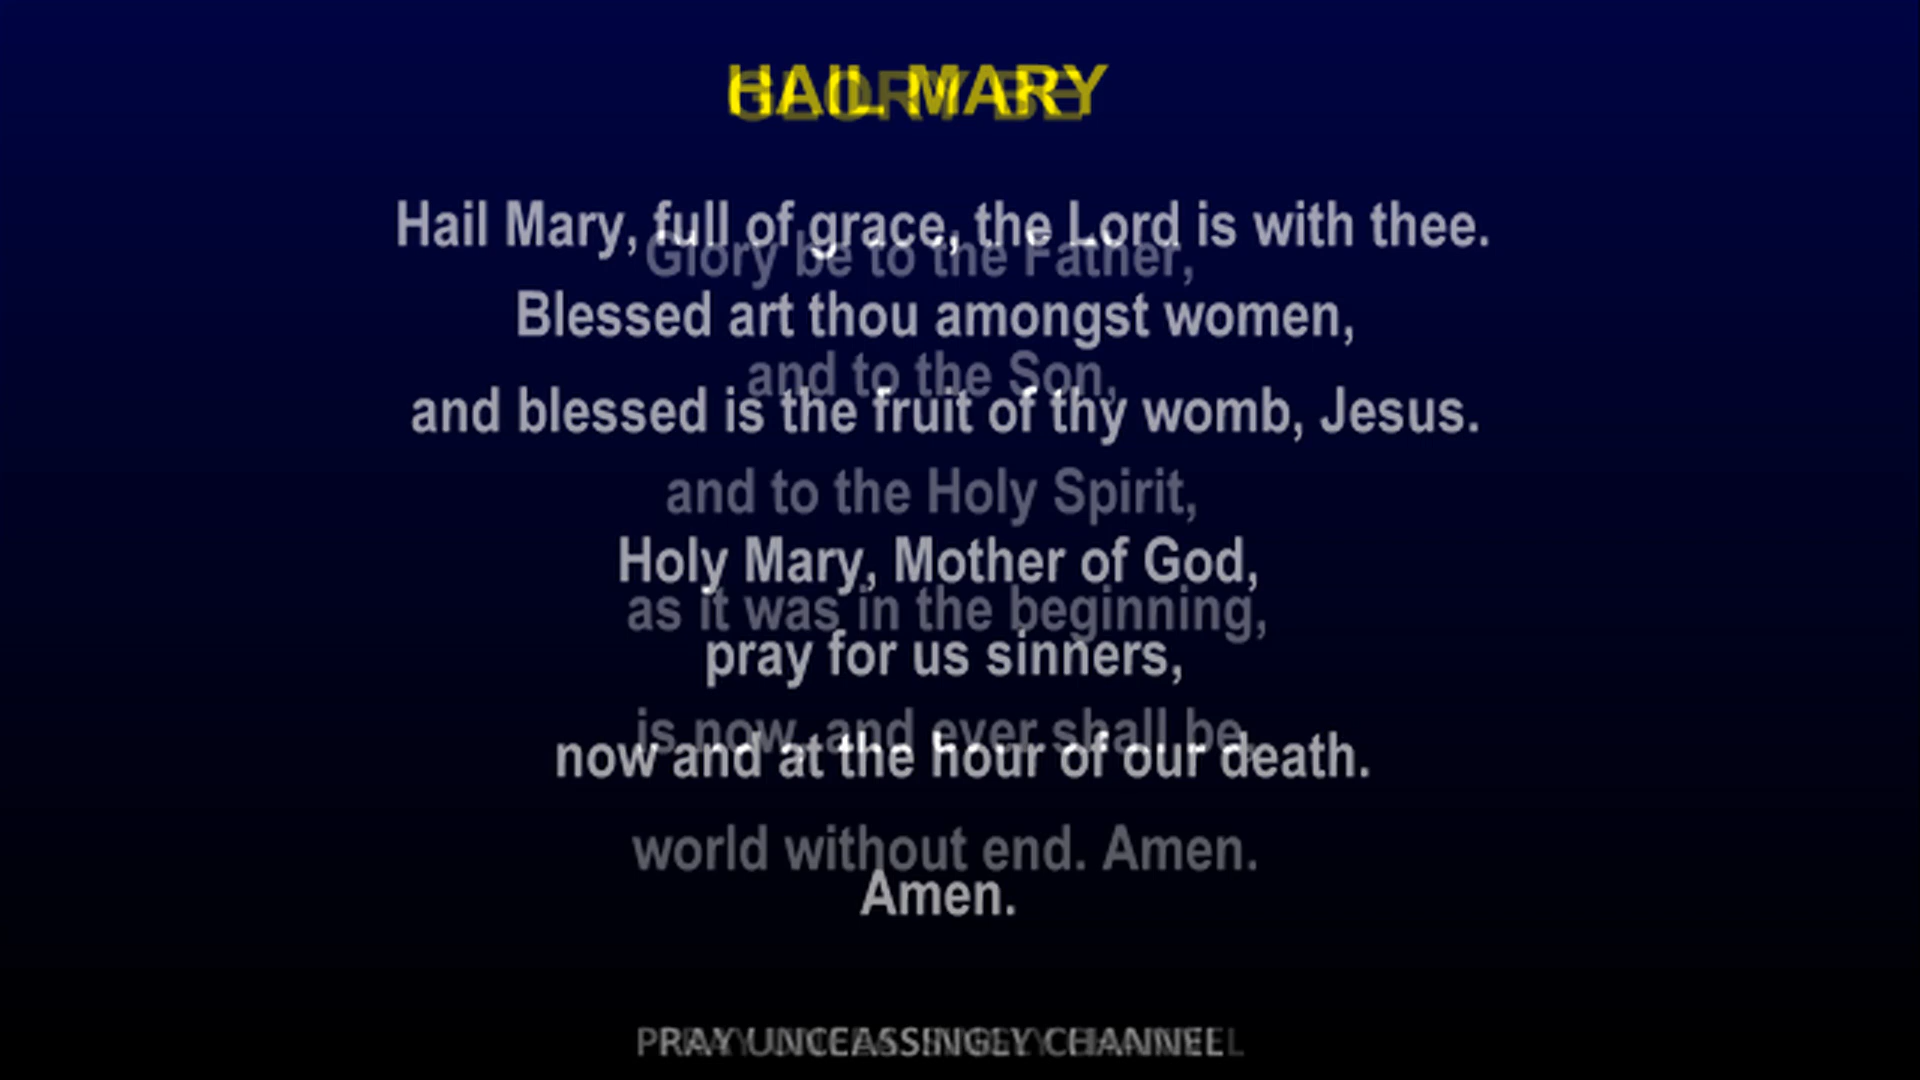 HAIL MARY
GLORY BE
Hail Mary, full of grace, the Lord is with thee.
Glory be to the Father,
Blessed art thou amongst women,
and to the Son,
and blessed is the fruit of thy womb, Jesus.
and to the Holy Spirit,
Holy Mary, Mother of God,
as it was in the beginning,
pray for us sinners,
is now, and ever shall be,
now and at the hour of our death.
world without end. Amen.
Amen.
PRAY UNCEASSINGLY CHANNEL